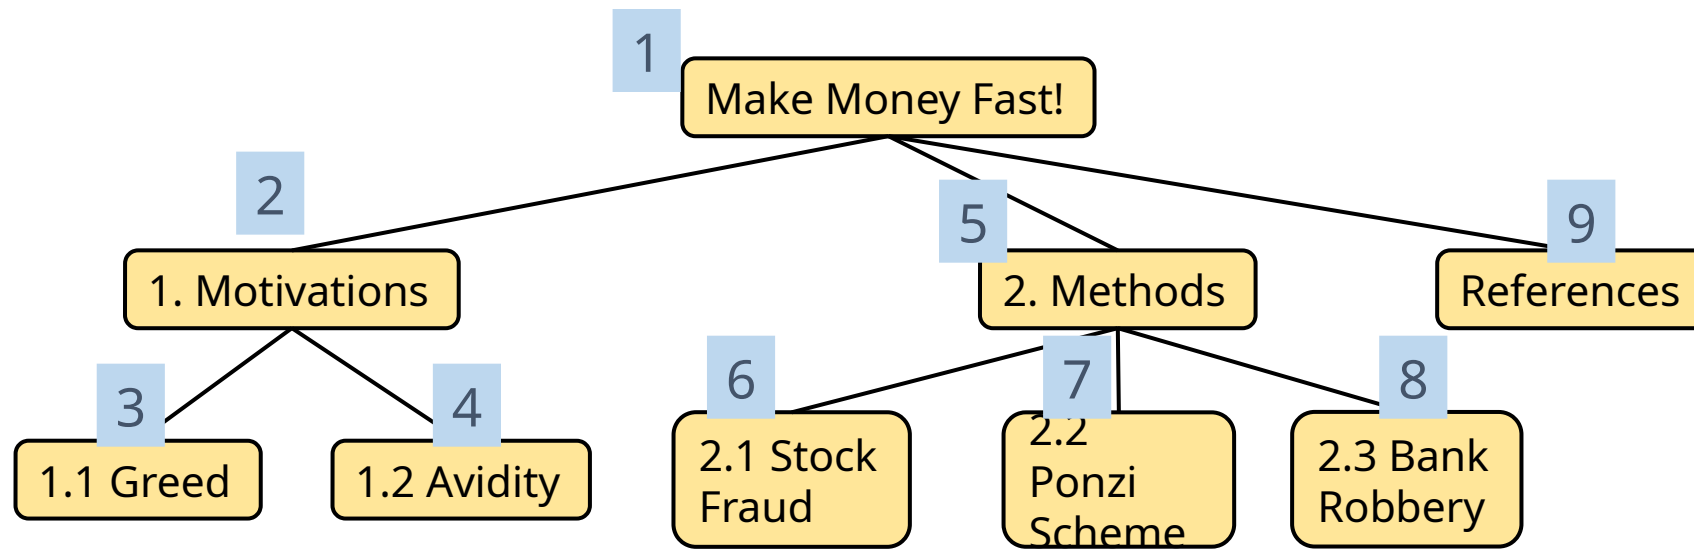 1
Make Money Fast!
2
5
9
1. Motivations
2. Methods
References
3
4
6
7
8
1.1 Greed
1.2 Avidity
2.1 Stock
Fraud
2.2
Ponzi
Scheme
2.3 Bank
Robbery